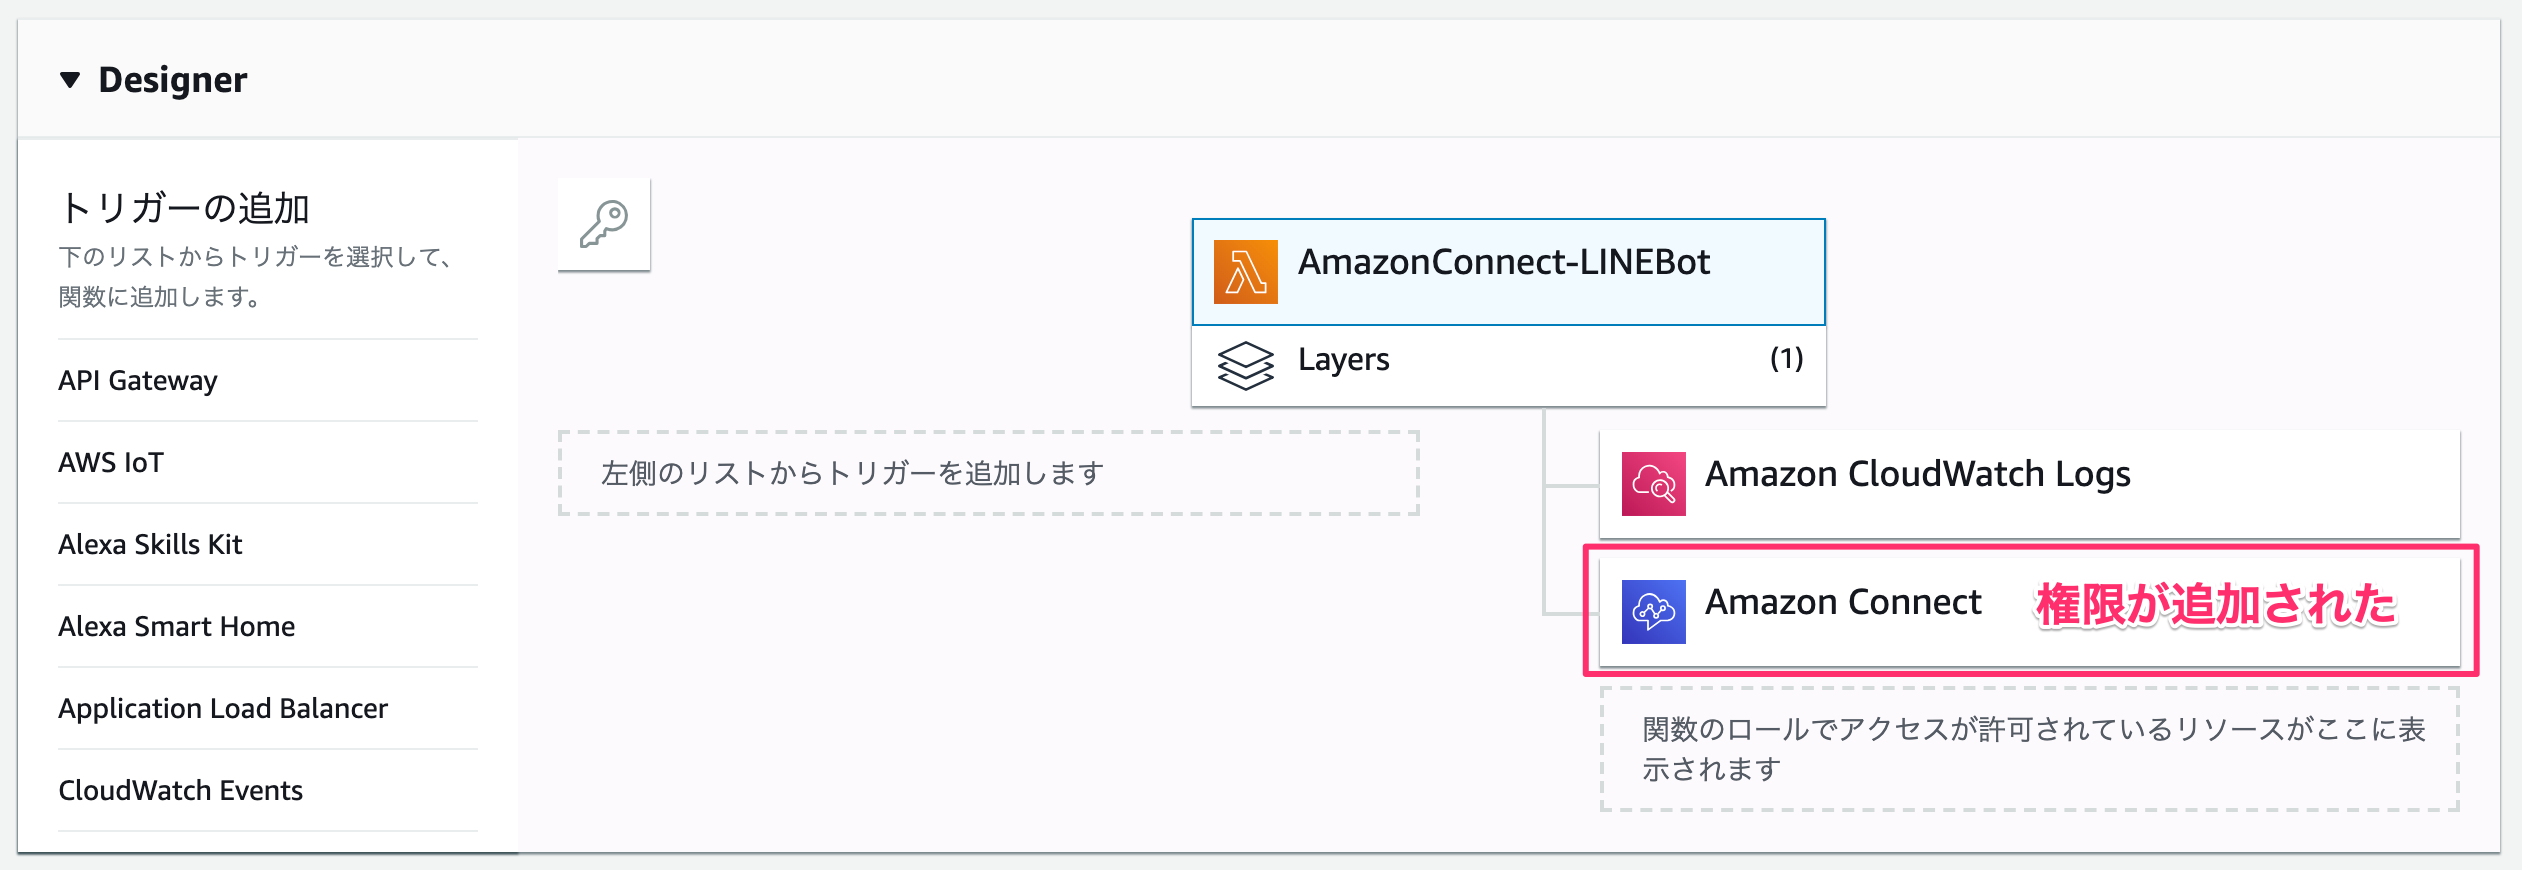 Designer
トリガーの追加
下のリストからトリガーを選択して、
関数に追加します。
API Gateway
AWS IoT
Alexa Skills Kit
Alexa Smart Home
Application Load Balancer
CloudWatch Events
AmazonConnect-LINEBot
Layers (1)
左側のリストからトリガーを追加します
Amazon CloudWatch Logs
Amazon Connect 権限が追加された
関数のロールでアクセスが許可されているリソースがここに表
示されます